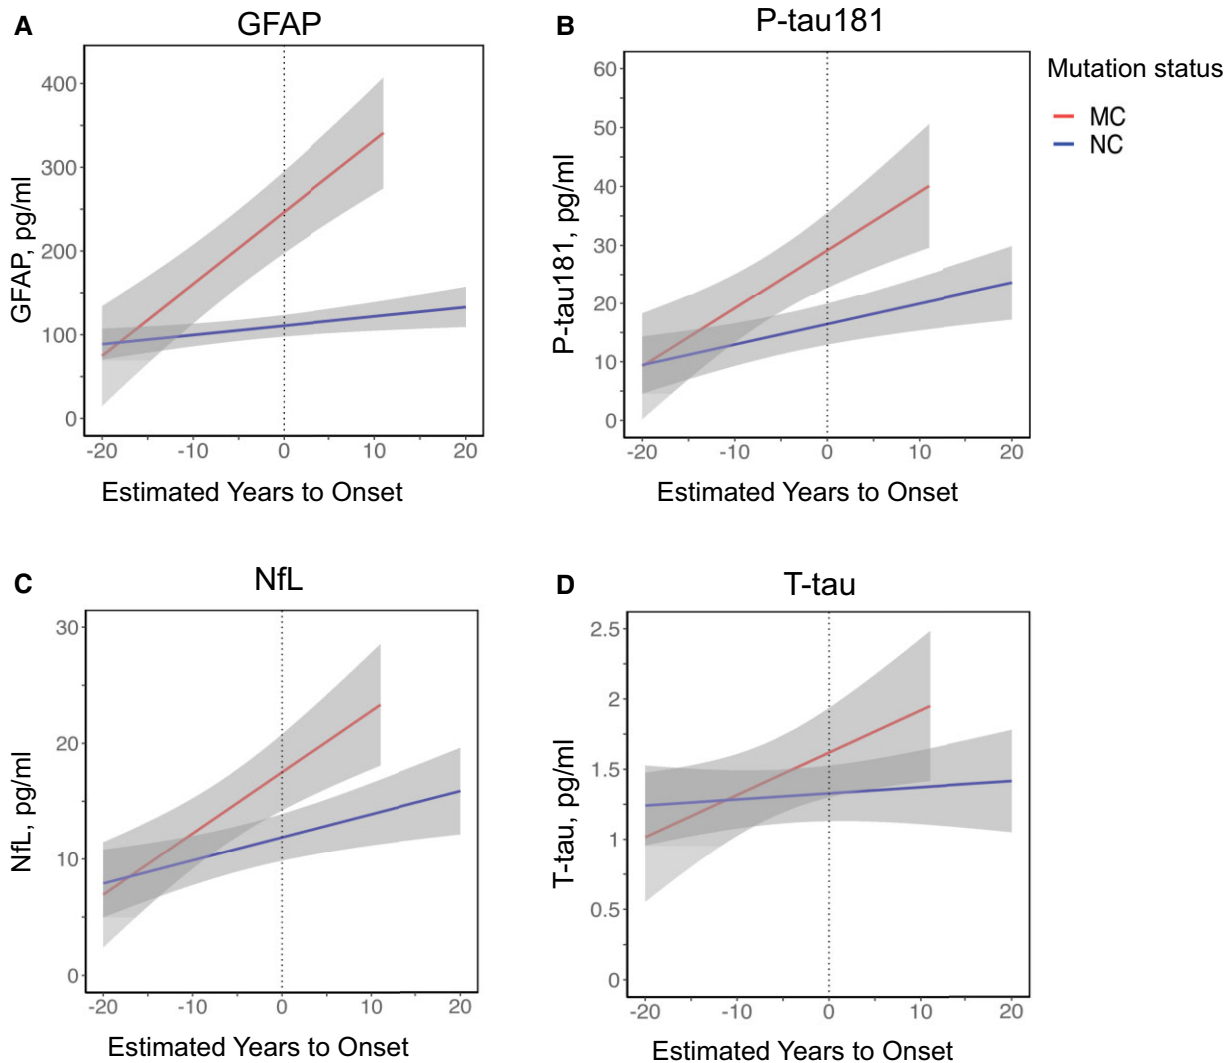 A
GFAP
400
300
200
100
0
GFAP, pg/ml
-20 -10 0 10 20
Estimated Years to Onset
B
P-tau181
60
50
40
30
20
10
0
P-tau181, pg/ml
-20 -10 0 10 20
Estimated Years to Onset
Mutation status
MC
NC
C
NfL
30
20
10
0
NfL, pg/ml
-20 -10 0 10 20
Estimated Years to Onset
D
T-tau
2.5
2
1.5
1
0.5
0
T-tau, pg/ml
-20 -10 0 10 20
Estimated Years to Onset